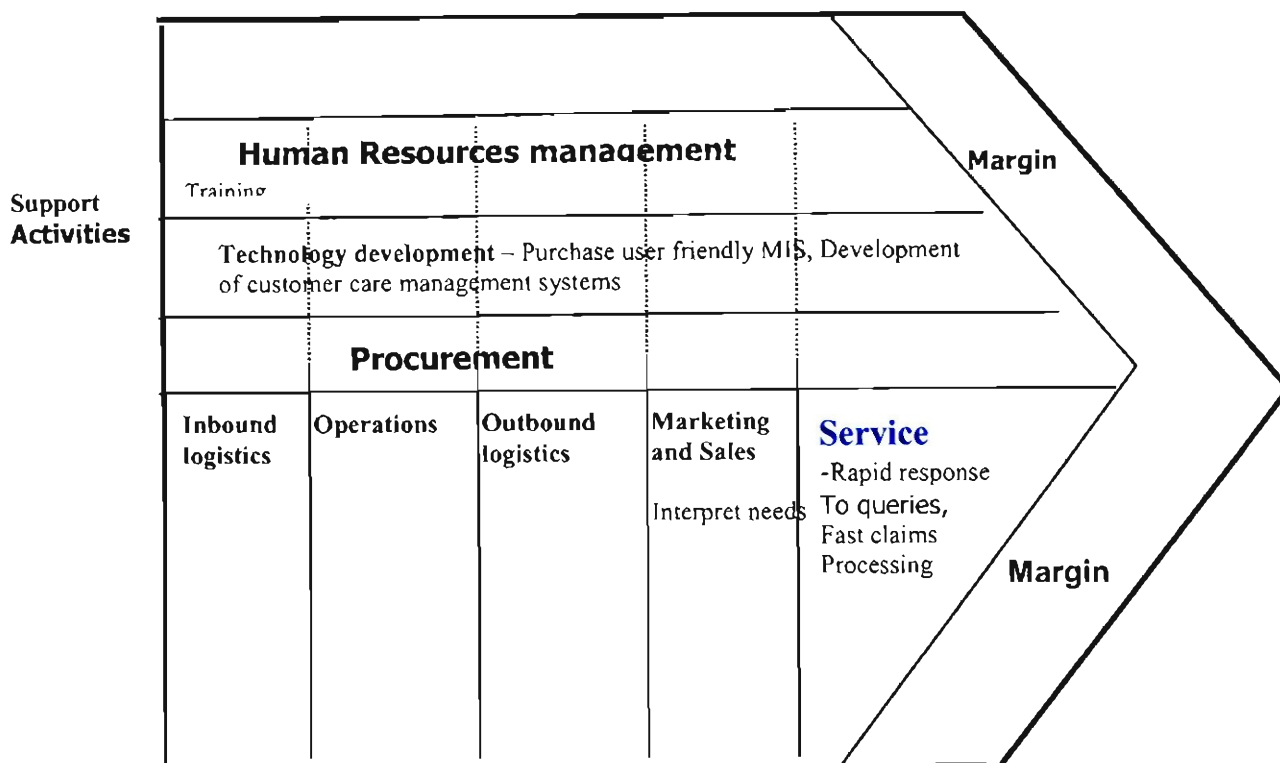 Human Resources management
Training
Margin
Support
Activities
Technology development – Purchase user friendly MIS, Development
of customer care management systems
Procurement
Inbound
logistics
Operations
Outbound
logistics
Marketing
and Sales
Interpret needs
Service
-Rapid response
To queries,
Fast claims
Processing
Margin